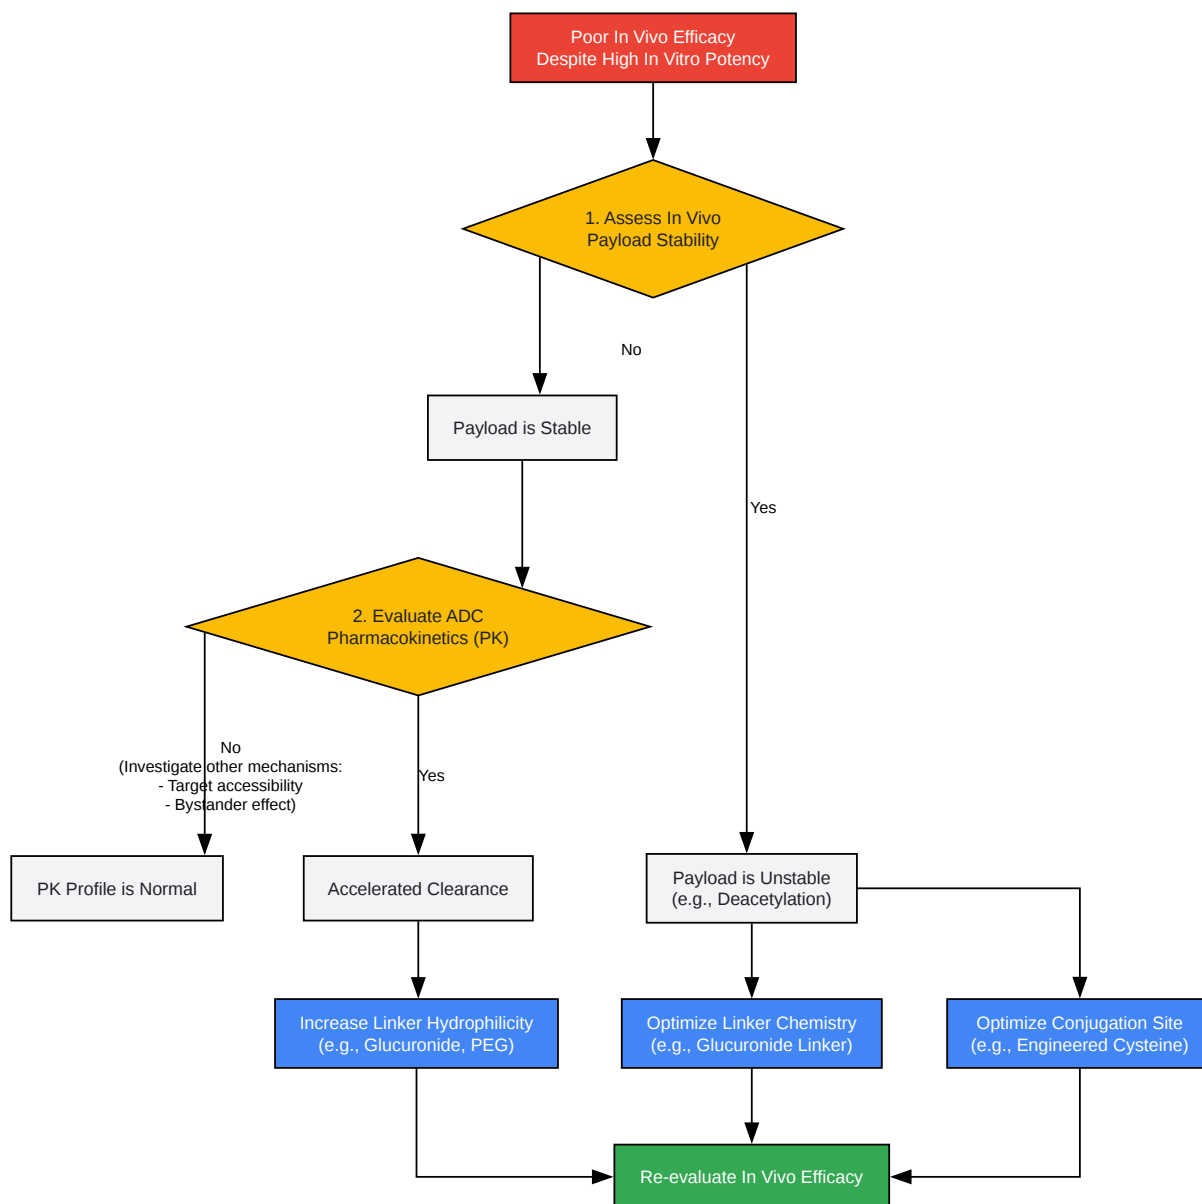 Poor In Vivo Efficacy
Despite High In Vitro Potency
1. Assess In Vivo
Payload Stability
No
Payload is Stable
Yes
2. Evaluate ADC
Pharmacokinetics (PK)
No
(Investigate other mechanisms:
- Target accessibility
- Bystander effect)
Yes
PK Profile is Normal
Accelerated Clearance
Payload is Unstable
(e.g., Deacetylation)
Increase Linker Hydrophilicity
(e.g., Glucuronide, PEG)
Optimize Linker Chemistry
(e.g., Glucuronide Linker)
Optimize Conjugation Site
(e.g., Engineered Cysteine)
Re-evaluate In Vivo Efficacy